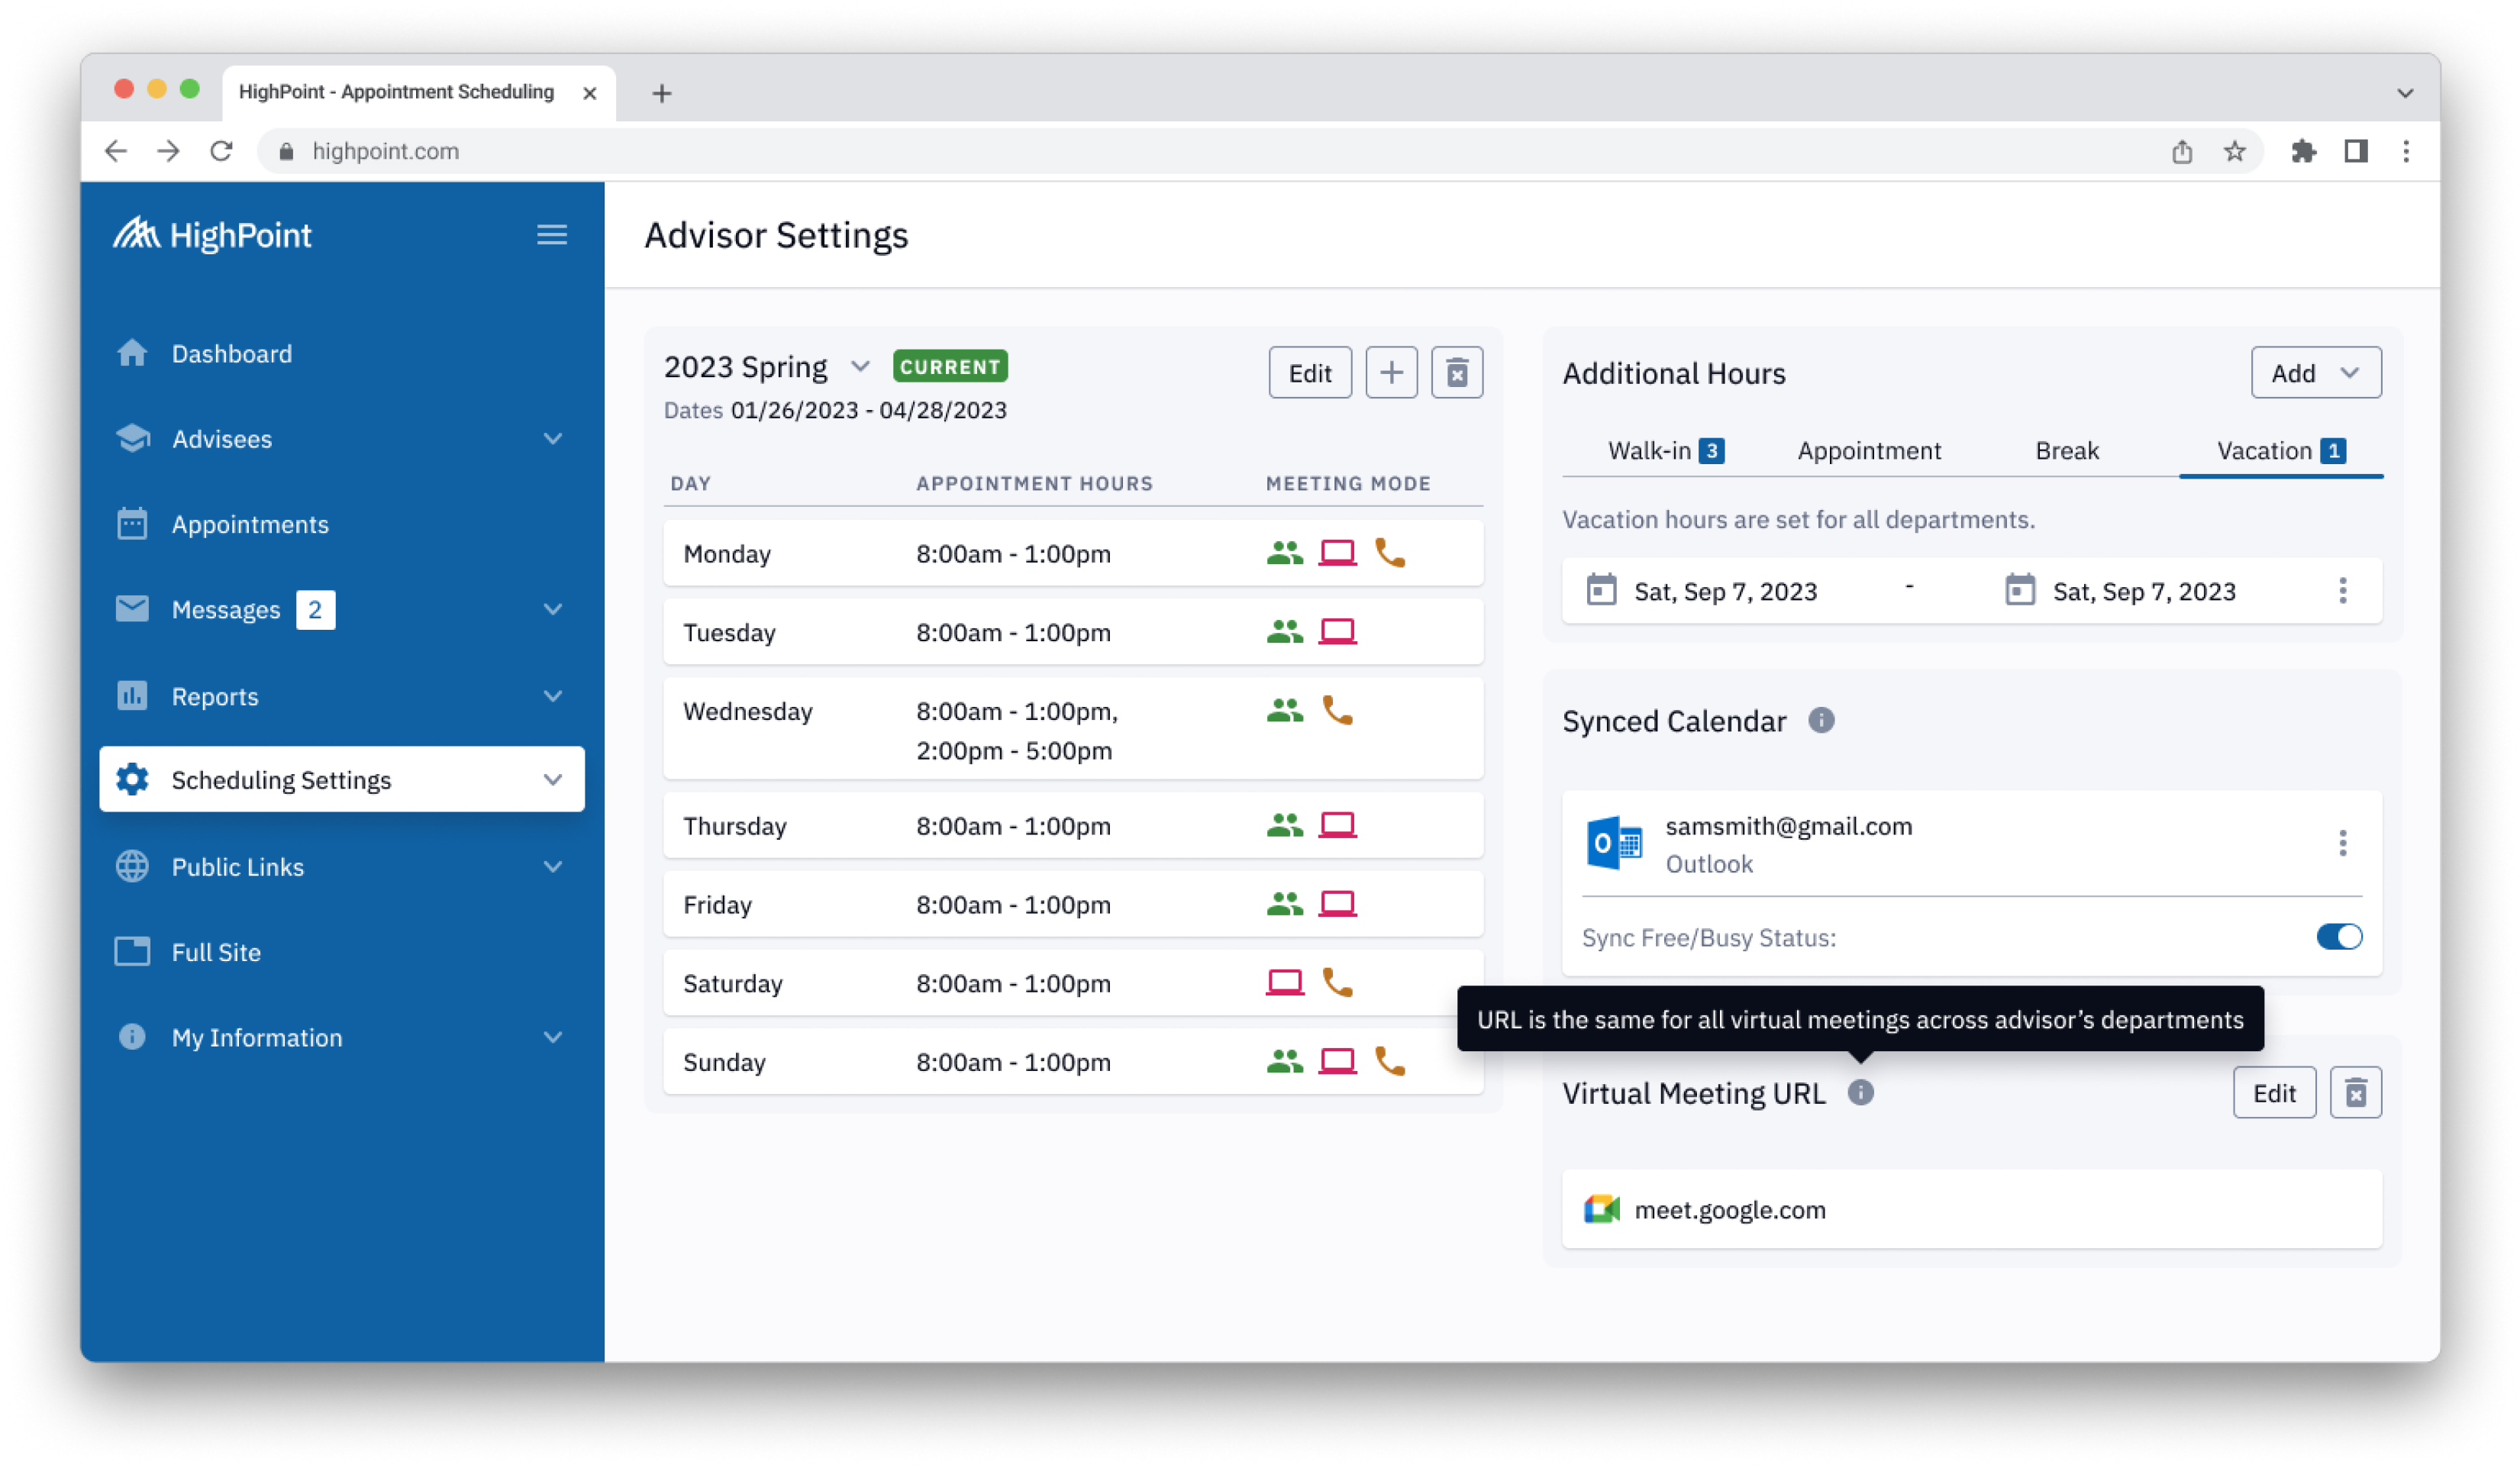 HighPoint - Appointment Scheduling
highpoint.com
HighPoint
Dashboard
Advisees
Appointments
Messages 2
Reports
Scheduling Settings
Public Links
Full Site
My Information
Advisor Settings
2023 Spring CURRENT
Dates 01/26/2023 - 04/28/2023
Edit
DAY APPOINTMENT HOURS MEETING MODE
Monday 8:00am - 1:00pm
Tuesday 8:00am - 1:00pm
Wednesday 8:00am - 1:00pm,
2:00pm - 5:00pm
Thursday 8:00am - 1:00pm
Friday 8:00am - 1:00pm
Saturday 8:00am - 1:00pm
Sunday 8:00am - 1:00pm
Additional Hours
Add
Walk-in 3 Appointment Break Vacation 1
Vacation hours are set for all departments.
Sat, Sep 7, 2023 - Sat, Sep 7, 2023
Synced Calendar
samsmith@gmail.com
Outlook
Sync Free/Busy Status:
URL is the same for all virtual meetings across advisor’s departments
Virtual Meeting URL
Edit
meet.google.com